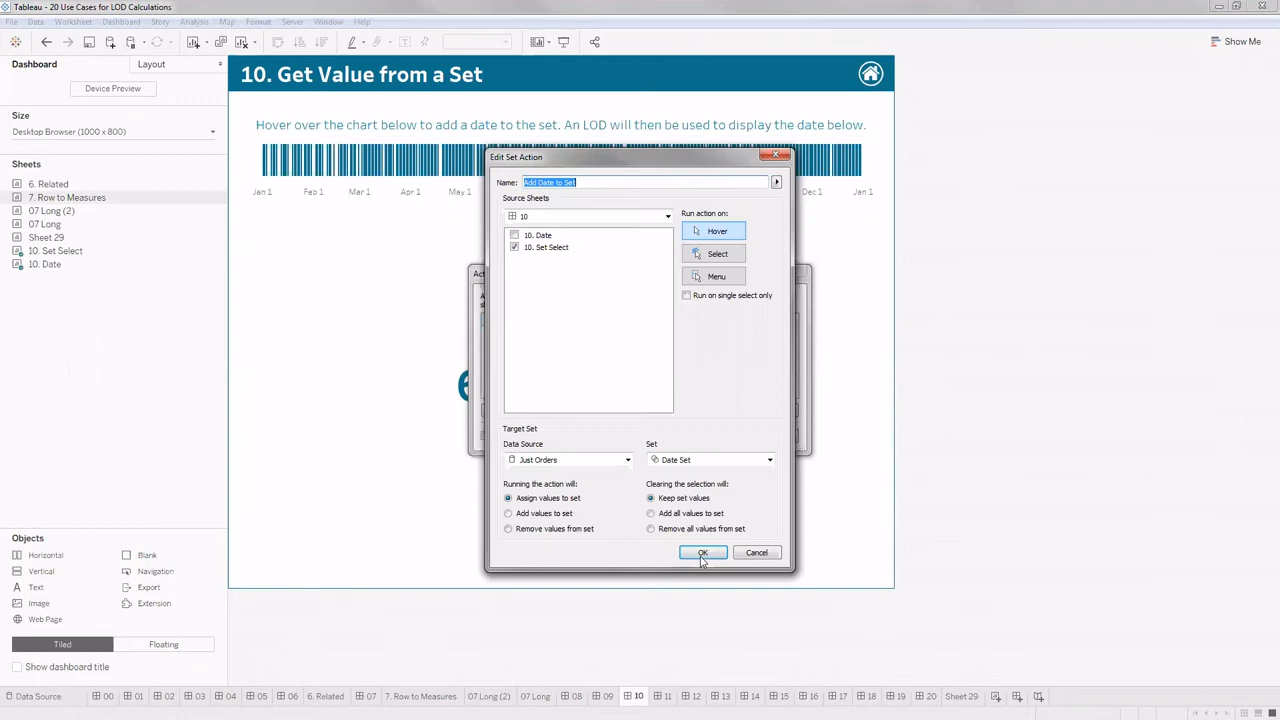 Tableau - 20 Use Cases for LOD Calculations
File Data Worksheet Dashboard Story Analysis Map Format Server Window Help
Show Me
Dashboard Layout
Device Preview
Size
Desktop Browser (1000 x 800)
Sheets
6. Related
7. Row to Measures
07 Long (2)
07 Long
Sheet 29
10. Set Select
10. Date
Objects
Horizontal Blank
Vertical Navigation
Text Export
Image Extension
Web Page
Tiled Floating
Show dashboard title
10. Get Value from a Set
Hover over the chart below to add a date to the set. An LOD will then be used to display the date below.
Jan 1 Feb 1 Mar 1 Apr 1 May 1 Dec 1 Jan 1
Edit Set Action
Name: Add Date to Set
Source Sheets
10
10. Date
10. Set Select
Run action on:
Hover
Select
Menu
Run on single select only
Target Set
Data Source Set
Just Orders Date Set
Running the action will: Clearing the selection will:
Assign values to set Keep set values
Add values to set Add all values to set
Remove values from set Remove all values from set
OK Cancel
Data Source 00 01 02 03 04 05 06 6. Related 07 7. Row to Measures 07 Long (2) 07 Long 08 09 10 11 12 13 14 15 16 17 18 19 20 Sheet 29